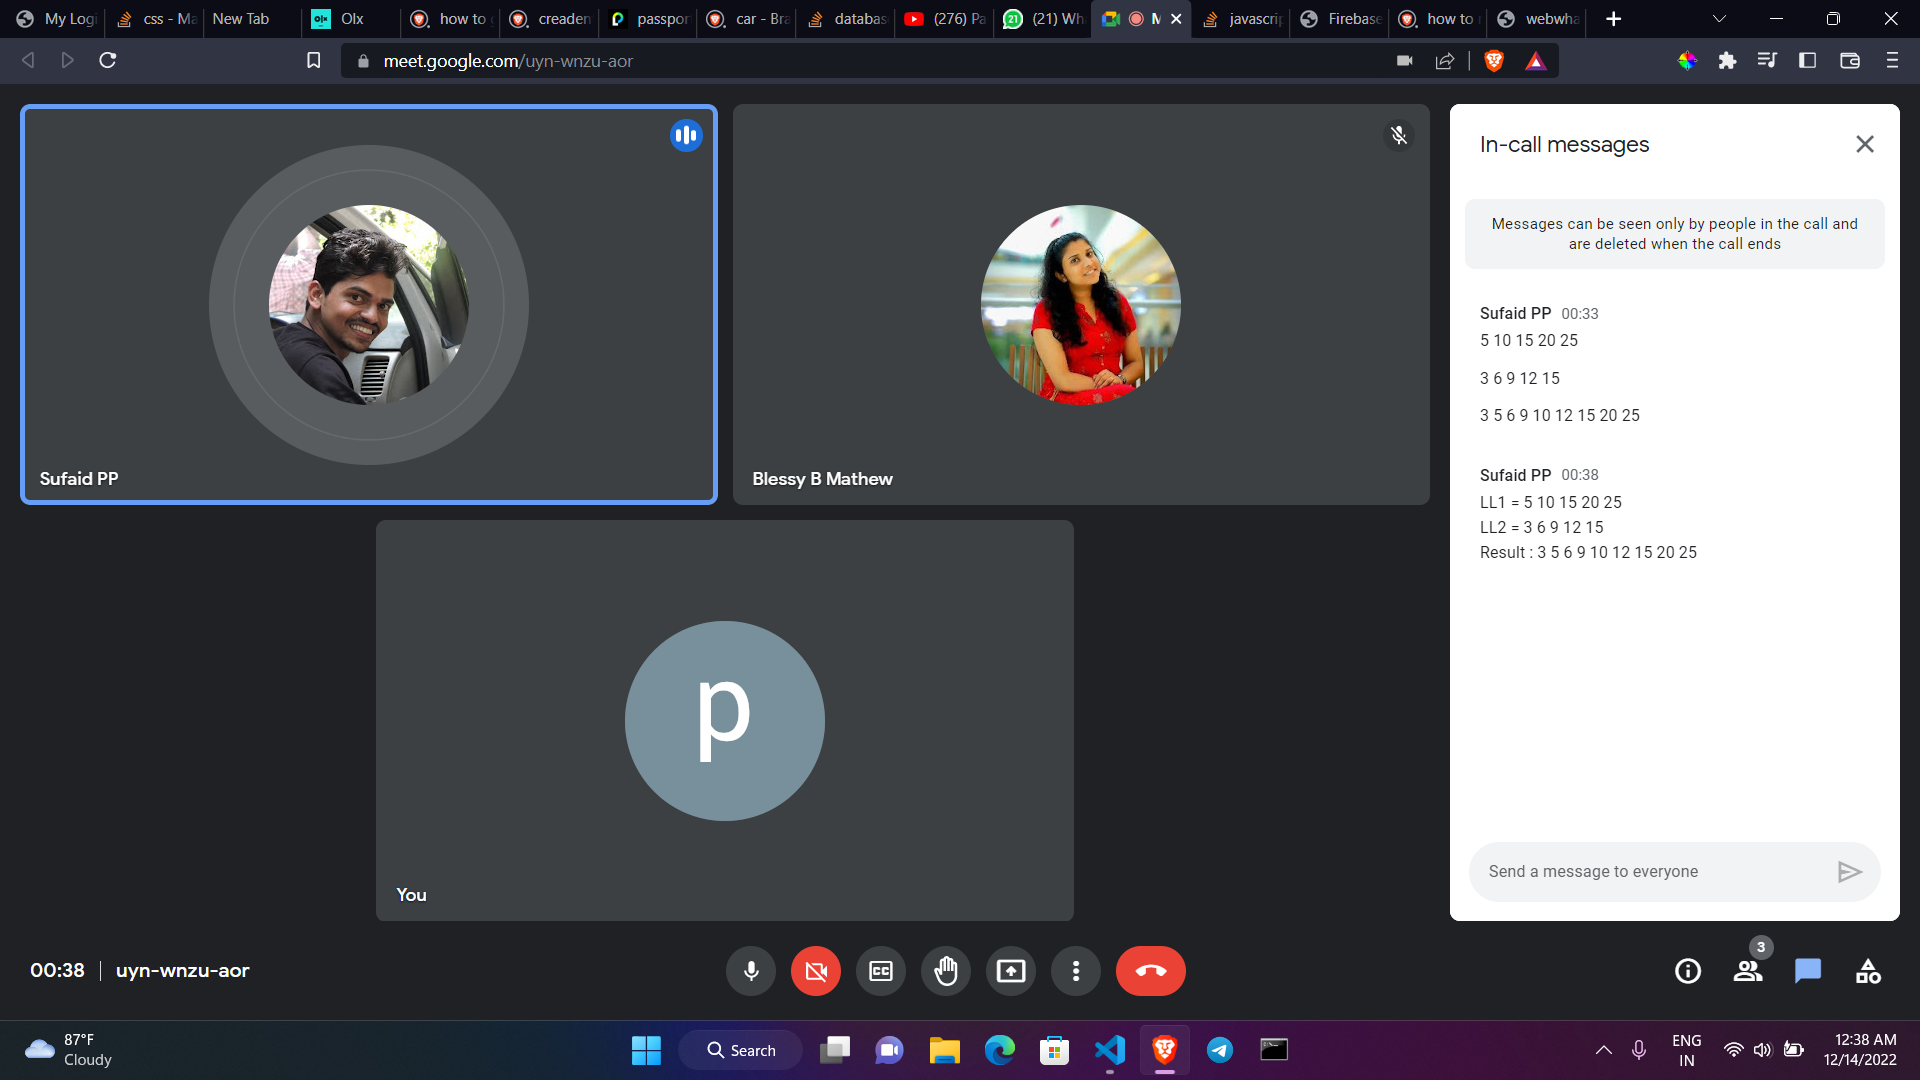 My Logi
css - Ma
New Tab
Olx
how to
creaden
passpor
car - Bra
databas
(276) Pa
21
(21) Wh
M
javascrip
Firebase
how to
webwha
meet.google.com/uyn-wnzu-aor
Sufaid PP
Blessy B Mathew
p
You
In-call messages
Messages can be seen only by people in the call and
are deleted when the call ends
Sufaid PP 00:33
5 10 15 20 25
3 6 9 12 15
3 5 6 9 10 12 15 20 25
Sufaid PP 00:38
LL1 = 5 10 15 20 25
LL2 = 3 6 9 12 15
Result : 3 5 6 9 10 12 15 20 25
Send a message to everyone
00:38 | uyn-wnzu-aor
CC
3
87°F
Cloudy
Search
ENG
IN
12:38 AM
12/14/2022